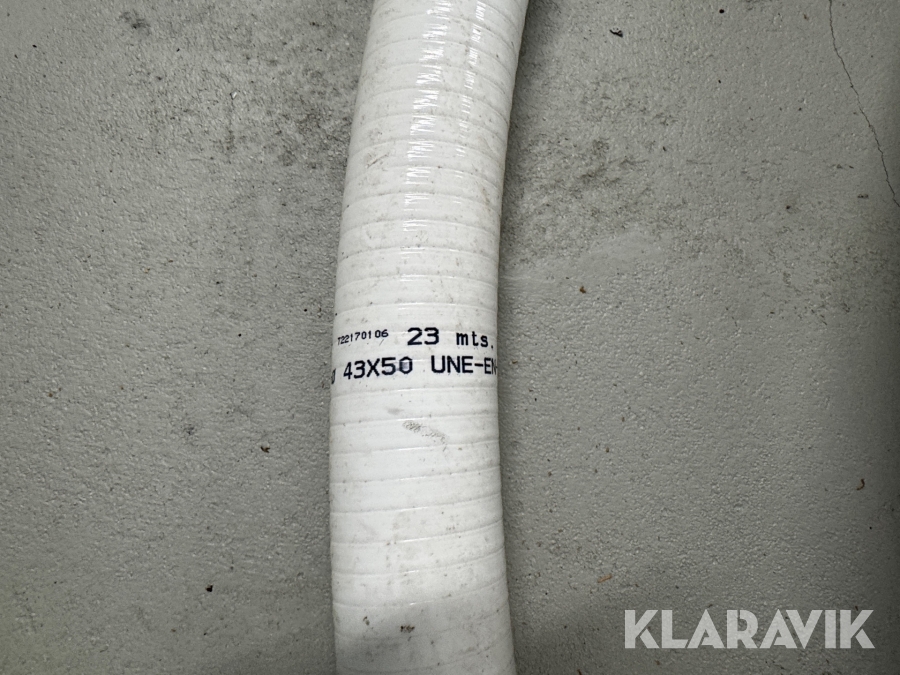 722170106 23 mts.
43X50 UNE-EN-
KLARAVIK